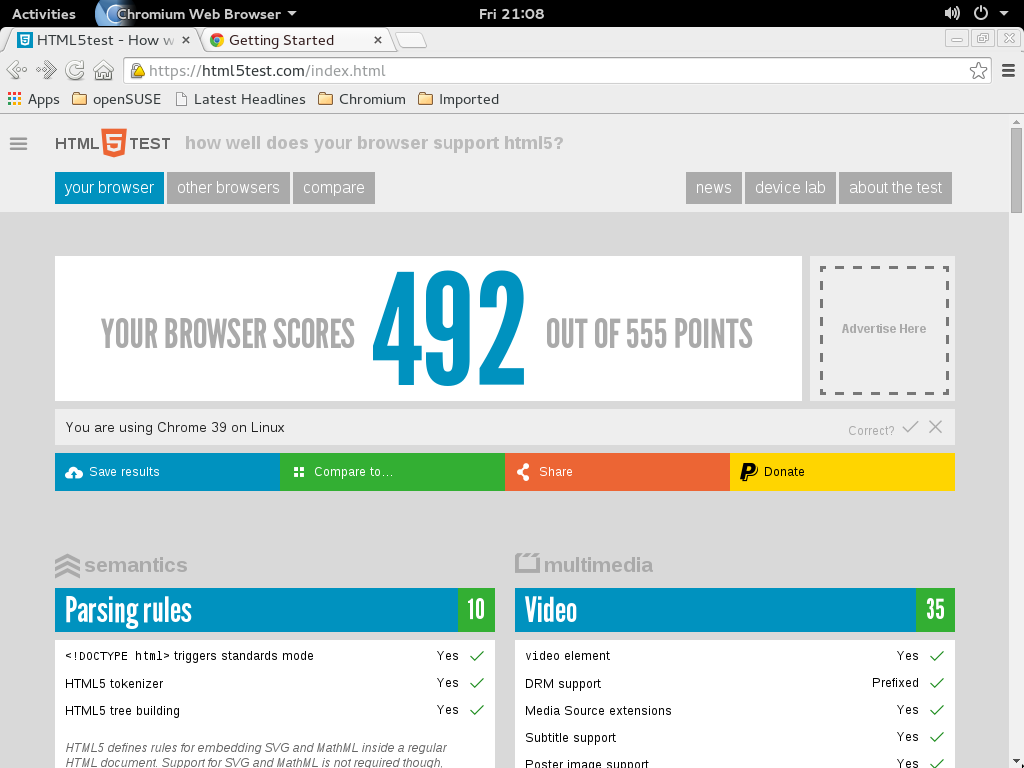 Activities Chromium Web Browser Fri 21:08
HTML5test - How w Getting Started
https://html5test.com/index.html
Apps openSUSE Latest Headlines Chromium Imported
HTML 5 TEST how well does your browser support html5?
your browser other browsers compare news device lab about the test
YOUR BROWSER SCORES 492 OUT OF 555 POINTS
Advertise Here
You are using Chrome 39 on Linux Correct?
Save results Compare to... Share Donate
semantics
Parsing rules 10
<!DOCTYPE html> triggers standards mode Yes
HTML5 tokenizer Yes
HTML5 tree building Yes
HTML5 defines rules for embedding SVG and MathML inside a regular
HTML document. Support for SVG and MathML is not required though,
multimedia
Video 35
video element Yes
DRM support Prefixed
Media Source extensions Yes
Subtitle support Yes
Poster image support Yes